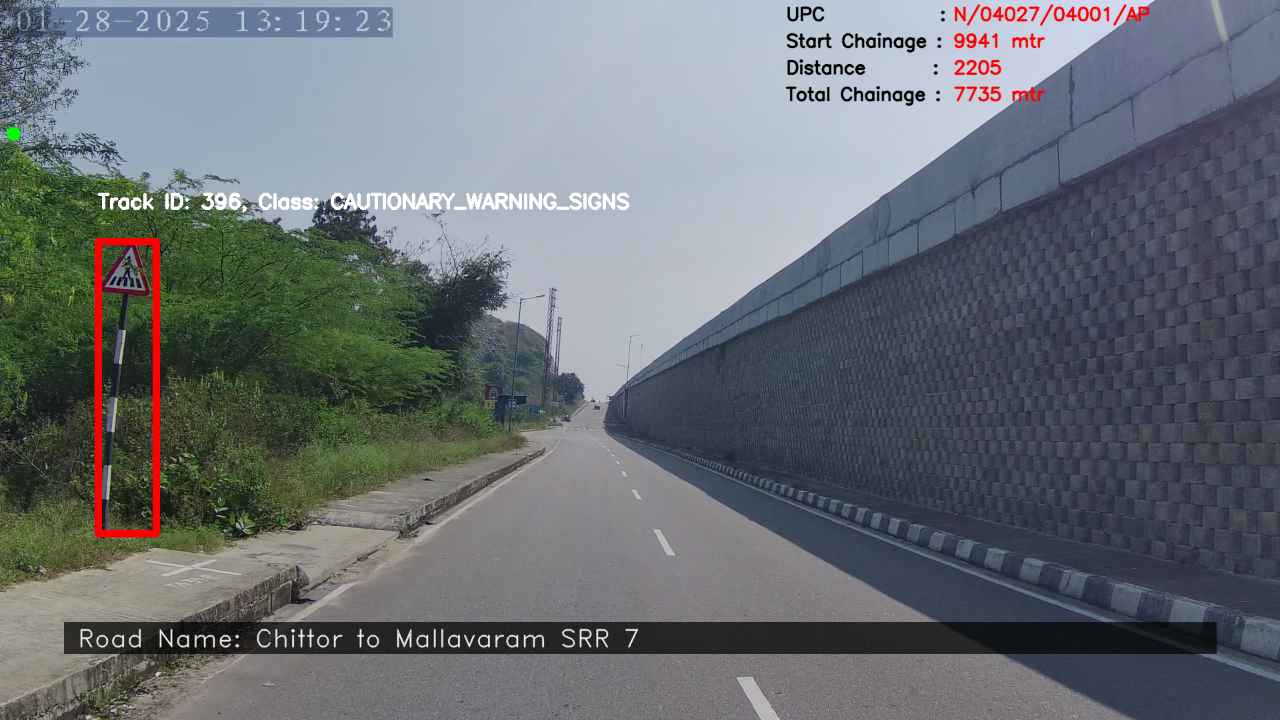 01-28-2025 13:19:23
UPC : N/04027/04001/AP
Start Chainage : 9941 mtr
Distance : 2205
Total Chainage : 7735 mtr
Track ID: 396, Class: CAUTIONARY_WARNING_SIGNS
Road Name: Chittor to Mallavaram SRR 7